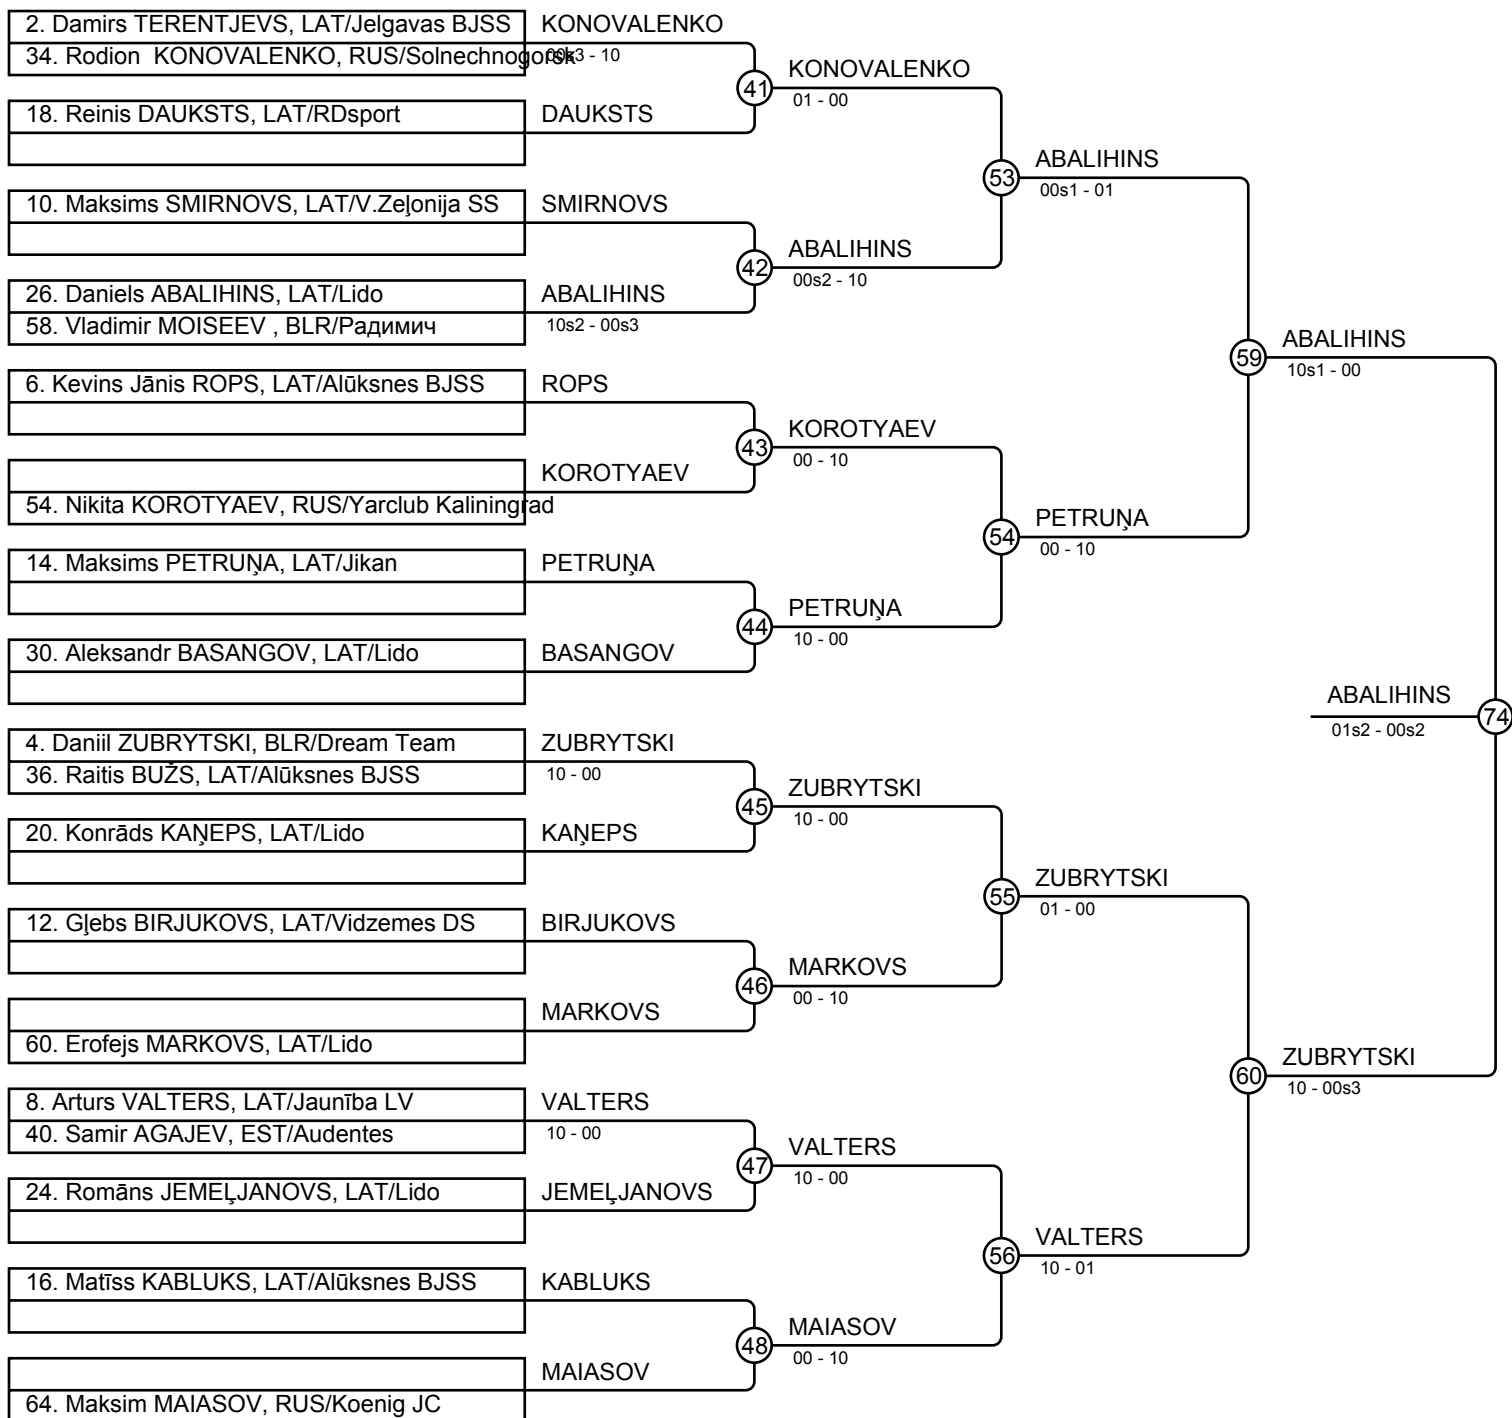 2. Damirs TERENTJEVS, LAT/Jelgavas BJSS
34. Rodion  KONOVALENKO, RUS/Solnechnogorsk
KONOVALENKO
00s3 - 10
18. Reinis DAUKSTS, LAT/RDsport
DAUKSTS
41
KONOVALENKO
01 - 00
10. Maksims SMIRNOVS, LAT/V.Zeļonija SS
SMIRNOVS
26. Daniels ABALIHINS, LAT/Lido
58. Vladimir MOISEEV , BLR/Радимич
ABALIHINS
10s2 - 00s3
42
ABALIHINS
00s2 - 10
53
ABALIHINS
00s1 - 01
6. Kevins Jānis ROPS, LAT/Alūksnes BJSS
ROPS
54. Nikita KOROTYAEV, RUS/Yarclub Kaliningrad
KOROTYAEV
43
KOROTYAEV
00 - 10
14. Maksims PETRUŅA, LAT/Jikan
PETRUŅA
30. Aleksandr BASANGOV, LAT/Lido
BASANGOV
44
PETRUŅA
10 - 00
54
PETRUŅA
00 - 10
59
ABALIHINS
10s1 - 00
4. Daniil ZUBRYTSKI, BLR/Dream Team
36. Raitis BUŽS, LAT/Alūksnes BJSS
ZUBRYTSKI
10 - 00
20. Konrāds KAŅEPS, LAT/Lido
KAŅEPS
45
ZUBRYTSKI
10 - 00
12. Gļebs BIRJUKOVS, LAT/Vidzemes DS
BIRJUKOVS
60. Erofejs MARKOVS, LAT/Lido
MARKOVS
46
MARKOVS
00 - 10
55
ZUBRYTSKI
01 - 00
8. Arturs VALTERS, LAT/Jaunība LV
40. Samir AGAJEV, EST/Audentes
VALTERS
10 - 00
24. Romāns JEMEĻJANOVS, LAT/Lido
JEMEĻJANOVS
47
VALTERS
10 - 00
16. Matīss KABLUKS, LAT/Alūksnes BJSS
KABLUKS
64. Maksim MAIASOV, RUS/Koenig JC
MAIASOV
48
MAIASOV
00 - 10
56
VALTERS
10 - 01
60
ZUBRYTSKI
10 - 00s3
ABALIHINS
01s2 - 00s2
74